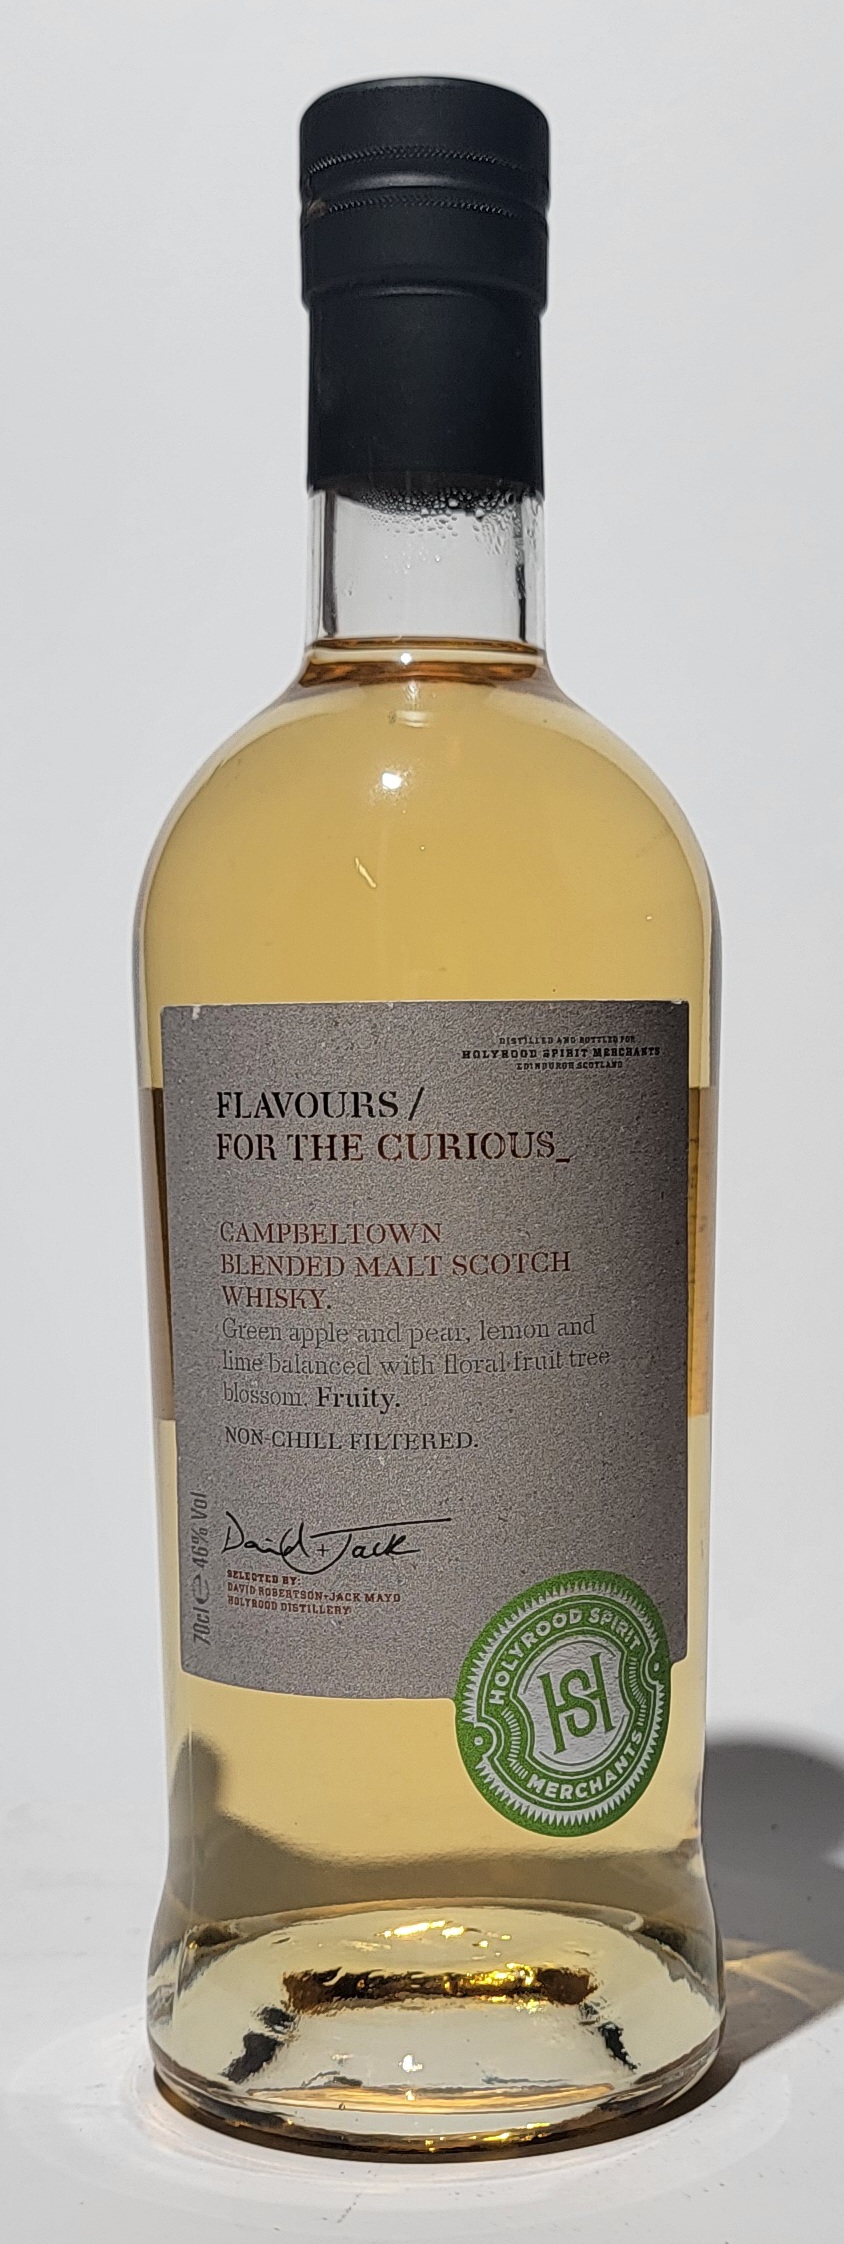 DISTILLED AND BOTTLED FOR
HOLYROOD SPIRIT MERCHANTS
EDINBURGH SCOTLAND
FLAVOURS /
FOR THE CURIOUS_
CAMPBELTOWN
BLENDED MALT SCOTCH
WHISKY.
Green apple and pear, lemon and
lime balanced with floral fruit tree
blossom. Fruity.
NON-CHILL FILTERED.
70cl e 46% Vol
David + Jack
SELECTED BY:
DAVID ROBERTSON+JACK MAYO
HOLYROOD DISTILLERY
HOLYROOD SPIRIT
HS
MERCHANTS